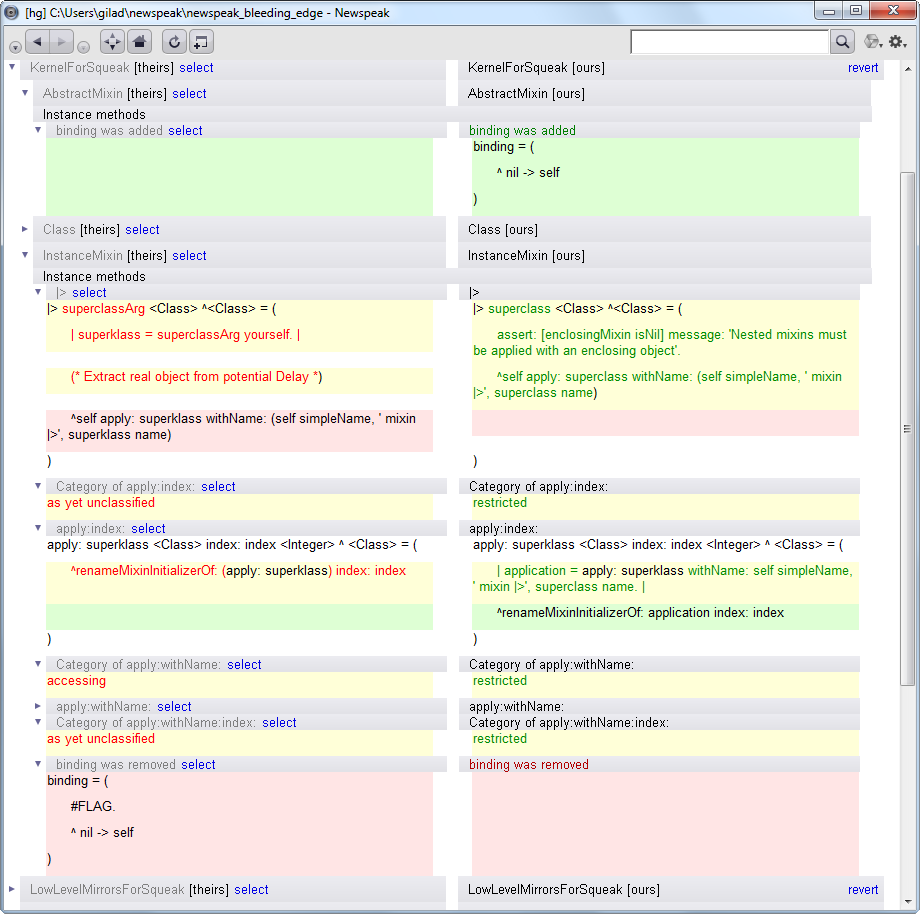 [hg] C:\Users\gilad\newspeak\newspeak_bleeding_edge - Newspeak
KernelForSqueak [theirs] select KernelForSqueak [ours] revert
AbstractMixin [theirs] select AbstractMixin [ours]
Instance methods
binding was added select binding was added
binding = (
^ nil -> self
)
Class [theirs] select Class [ours]
InstanceMixin [theirs] select InstanceMixin [ours]
Instance methods
|> select |>
|> superclassArg <Class> ^<Class> = ( |> superclass <Class> ^<Class> = (
| superklass = superclassArg yourself. | assert: [enclosingMixin isNil] message: 'Nested mixins must
be applied with an enclosing object'.
(* Extract real object from potential Delay *) ^self apply: superclass withName: (self simpleName, ' mixin
|>', superclass name)
^self apply: superklass withName: (self simpleName, ' mixin
|>', superklass name)
) )
Category of apply:index: select Category of apply:index:
as yet unclassified restricted
apply:index: select apply:index:
apply: superklass <Class> index: index <Integer> ^ <Class> = ( apply: superklass <Class> index: index <Integer> ^ <Class> = (
^renameMixinInitializerOf: (apply: superklass) index: index | application = apply: superklass withName: self simpleName,
' mixin |>', superclass name. |
^renameMixinInitializerOf: application index: index
) )
Category of apply:withName: select Category of apply:withName:
accessing restricted
apply:withName: select apply:withName:
Category of apply:withName:index: select Category of apply:withName:index:
as yet unclassified restricted
binding was removed select binding was removed
binding = (
#FLAG.
^ nil -> self
)
LowLevelMirrorsForSqueak [theirs] select LowLevelMirrorsForSqueak [ours] revert